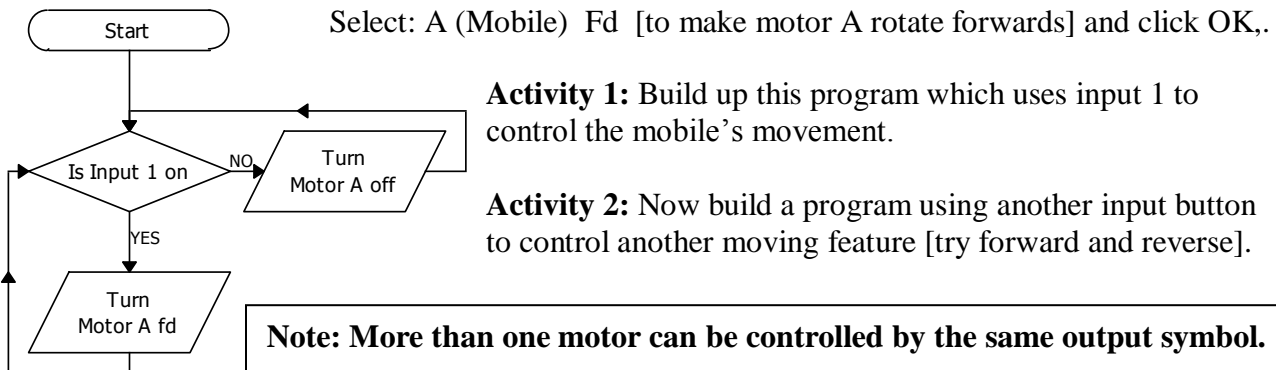 Start
Select: A (Mobile) Fd [to make motor A rotate forwards] and click OK,.
Activity 1: Build up this program which uses input 1 to
control the mobile's movement.
Is Input 1 on
NO
Turn
Motor A off
Activity 2: Now build a program using another input button
to control another moving feature [try forward and reverse].
YES
Turn
Motor A fd
Note: More than one motor can be controlled by the same output symbol.